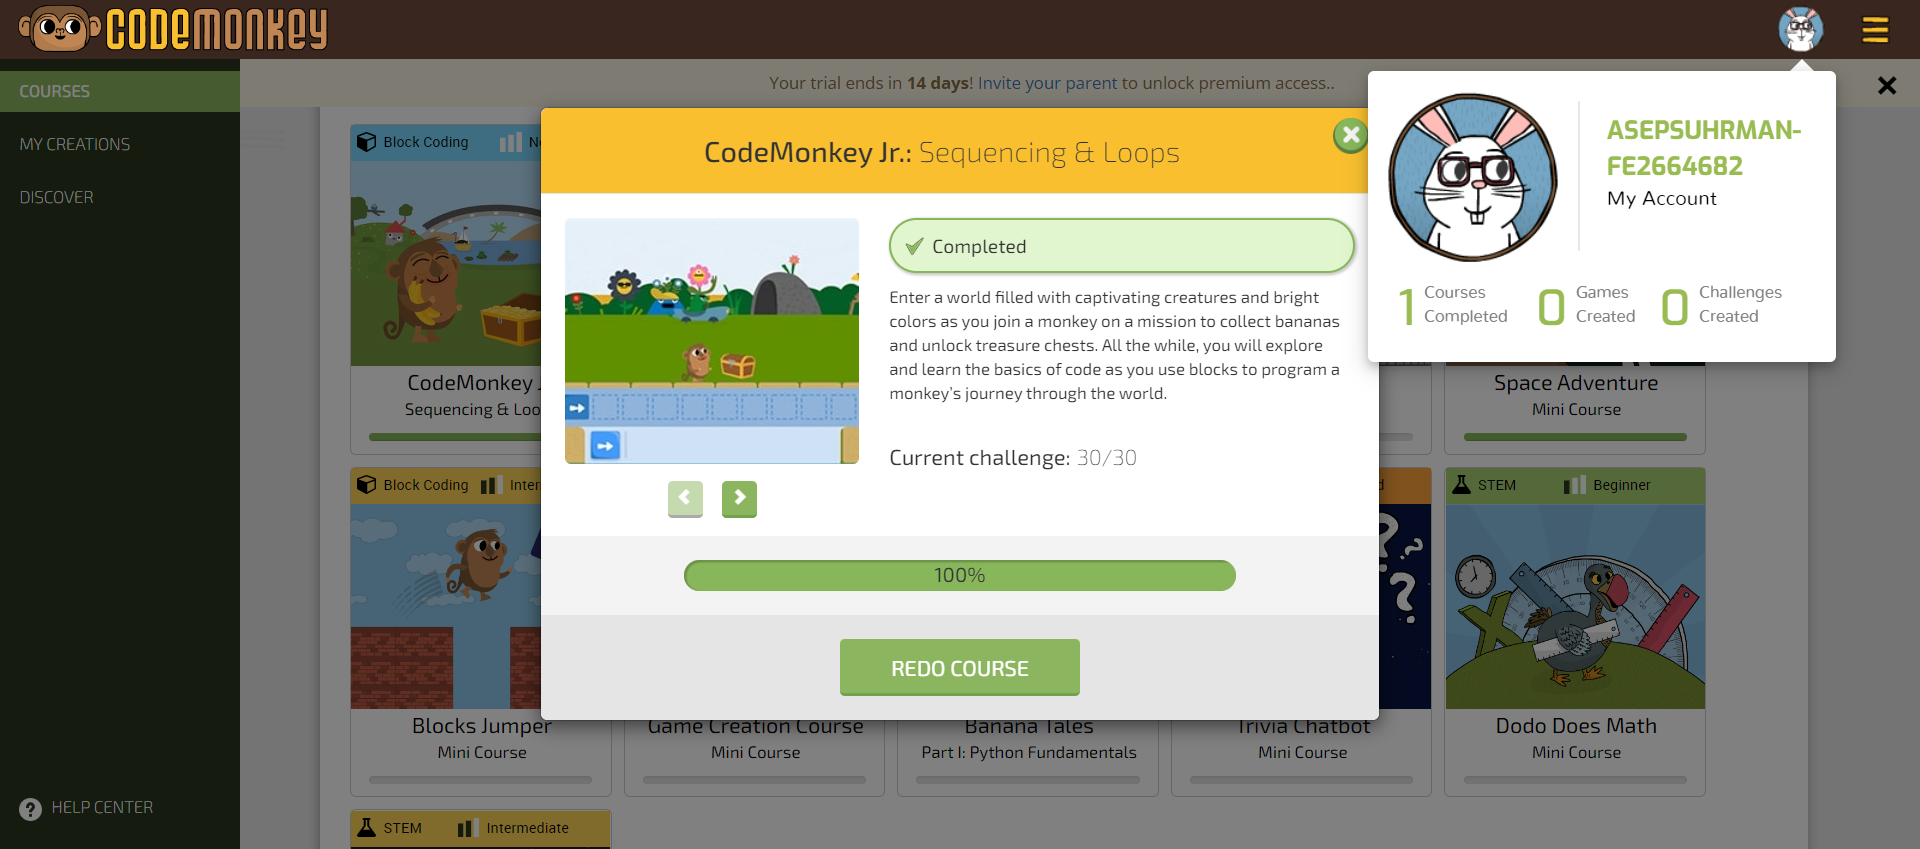 CODEMONKEY
COURSES
MY CREATIONS
DISCOVER
HELP CENTER
Your trial ends in 14 days! Invite your parent to unlock premium access..
ASEPSUHRMAN-
FE2664682
My Account
1 Courses Completed
0 Games Created
0 Challenges Created
CodeMonkey Jr.: Sequencing & Loops
Completed
Enter a world filled with captivating creatures and bright
colors as you join a monkey on a mission to collect bananas
and unlock treasure chests. All the while, you will explore
and learn the basics of code as you use blocks to program a
monkey's journey through the world.
Current challenge: 30/30
100%
REDO COURSE
Block Coding
CodeMonkey J
Sequencing & Loo
Space Adventure
Mini Course
Block Coding Inter
STEM Beginner
Blocks Jumper
Mini Course
Game Creation Course
Mini Course
Banana Tales
Part I: Python Fundamentals
Trivia Chatbot
Mini Course
Dodo Does Math
Mini Course
STEM Intermediate